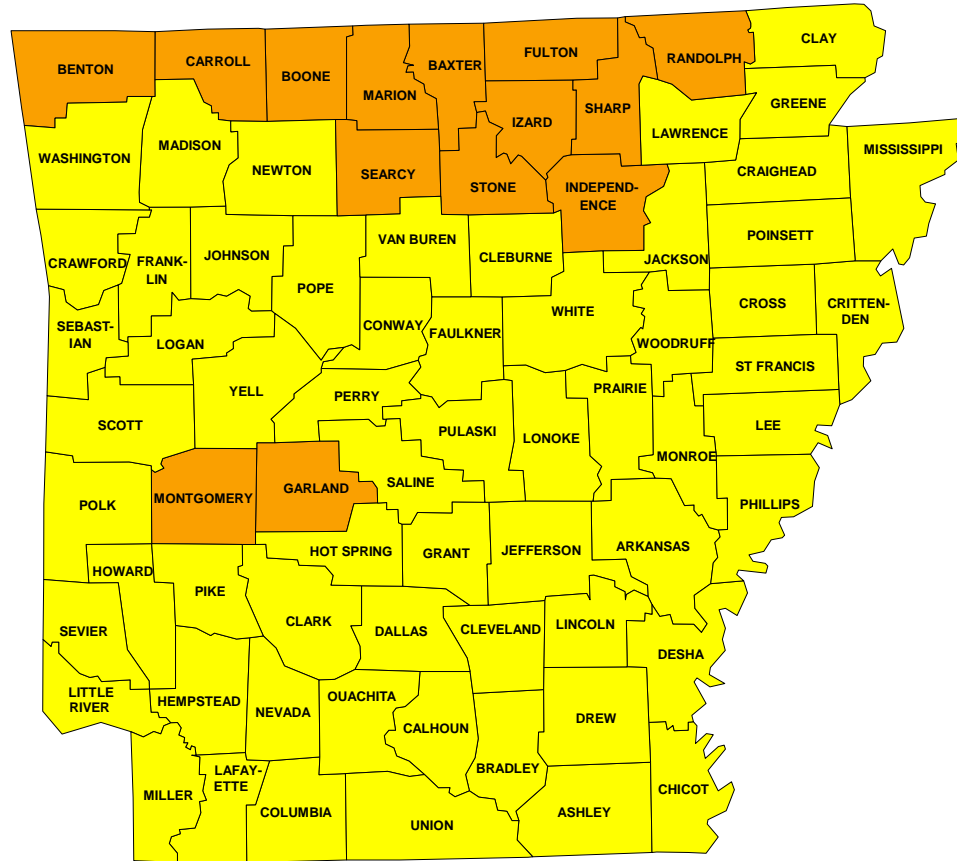 CLAY
FULTON
RANDOLPH
CARROLL
BAXTER
BENTON
BOONE
MARION
GREENE
SHARP
IZARD
LAWRENCE
MADISON
MISSISSIPPI
WASHINGTON
NEWTON
SEARCY
STONE
INDEPEND-
ENCE
CRAIGHEAD
POINSETT
VAN BUREN
JOHNSON
CLEBURNE
CRAWFORD
FRANK-
LIN
JACKSON
POPE
WHITE
CROSS
CRITTEN-
DEN
SEBAST-
IAN
CONWAY
FAULKNER
LOGAN
WOODRUFF
ST FRANCIS
YELL
PERRY
PRAIRIE
SCOTT
PULASKI
LONOKE
LEE
MONROE
SALINE
GARLAND
MONTGOMERY
POLK
PHILLIPS
HOT SPRING
GRANT
JEFFERSON
ARKANSAS
HOWARD
PIKE
CLARK
SEVIER
DALLAS
CLEVELAND
LINCOLN
DESHA
LITTLE
RIVER
HEMPSTEAD
NEVADA
OUACHITA
CALHOUN
DREW
BRADLEY
LAFAY-
ETTE
MILLER
COLUMBIA
UNION
ASHLEY
CHICOT